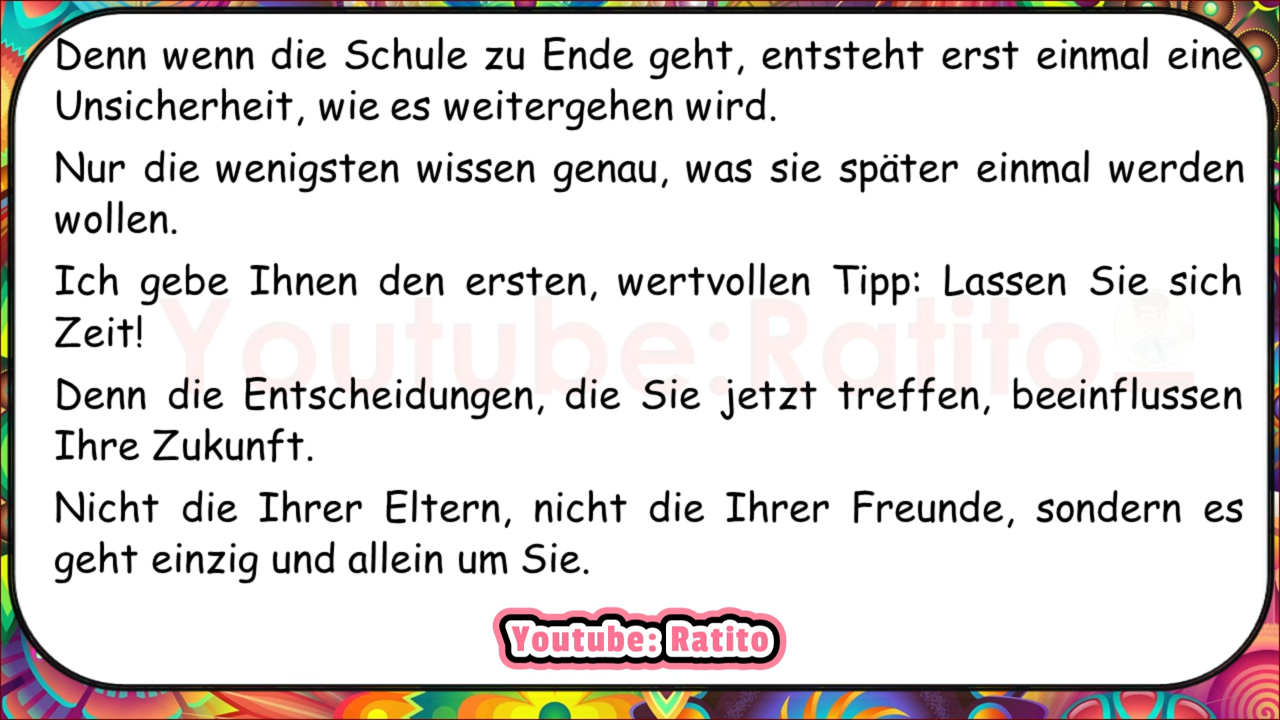 Denn wenn die Schule zu Ende geht, entsteht erst einmal eine
Unsicherheit, wie es weitergehen wird.
Nur die wenigsten wissen genau, was sie später einmal werden
wollen.
Ich gebe Ihnen den ersten, wertvollen Tipp: Lassen Sie sich
Zeit!
Youtube:Ratito
Denn die Entscheidungen, die Sie jetzt treffen, beeinflussen
Ihre Zukunft.
Nicht die Ihrer Eltern, nicht die Ihrer Freunde, sondern es
geht einzig und allein um Sie.
Youtube: Ratito